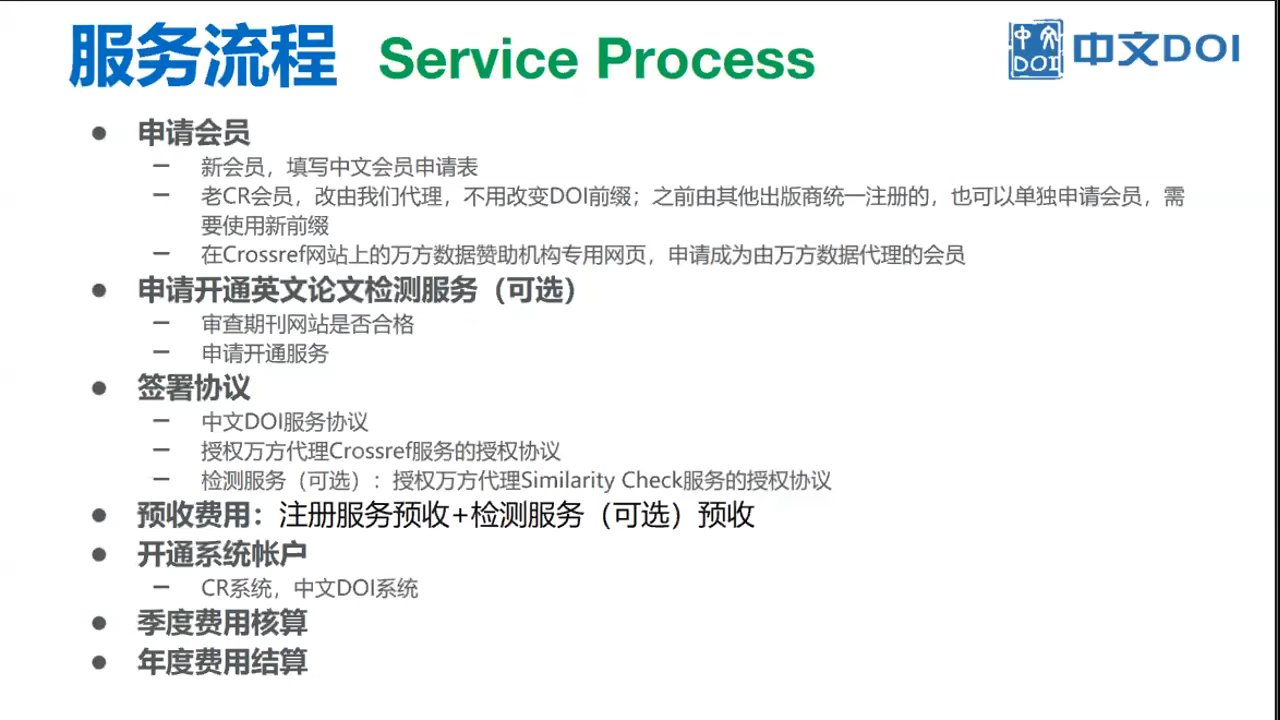 服务流程 Service Process
中文DOI
中文DOI
● 申请会员
— 新会员，填写中文会员申请表
— 老CR会员，改由我们代理，不用改变DOI前缀；之前由其他出版商统一注册的，也可以单独申请会员，需
要使用新前缀
— 在Crossref网站上的万方数据赞助机构专用网页，申请成为由万方数据代理的会员
● 申请开通英文论文检测服务（可选）
— 审查期刊网站是否合格
— 申请开通服务
● 签署协议
— 中文DOI服务协议
— 授权万方代理Crossref服务的授权协议
— 检测服务（可选）：授权万方代理Similarity Check服务的授权协议
● 预收费用：注册服务预收+检测服务（可选）预收
● 开通系统帐户
— CR系统，中文DOI系统
● 季度费用核算
● 年度费用结算